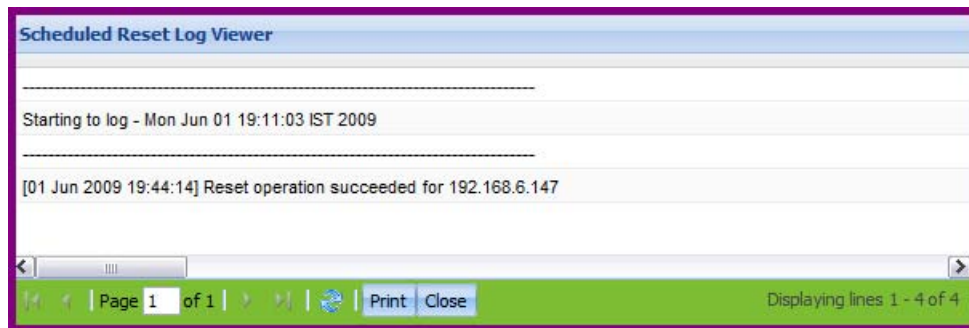 Scheduled Reset Log Viewer
--------------------------------------------------------------------------------
Starting to log - Mon Jun 01 19:11:03 IST 2009
--------------------------------------------------------------------------------
[01 Jun 2009 19:44:14] Reset operation succeeded for 192.168.6.147
Page 1 of 1 Print Close Displaying lines 1 - 4 of 4